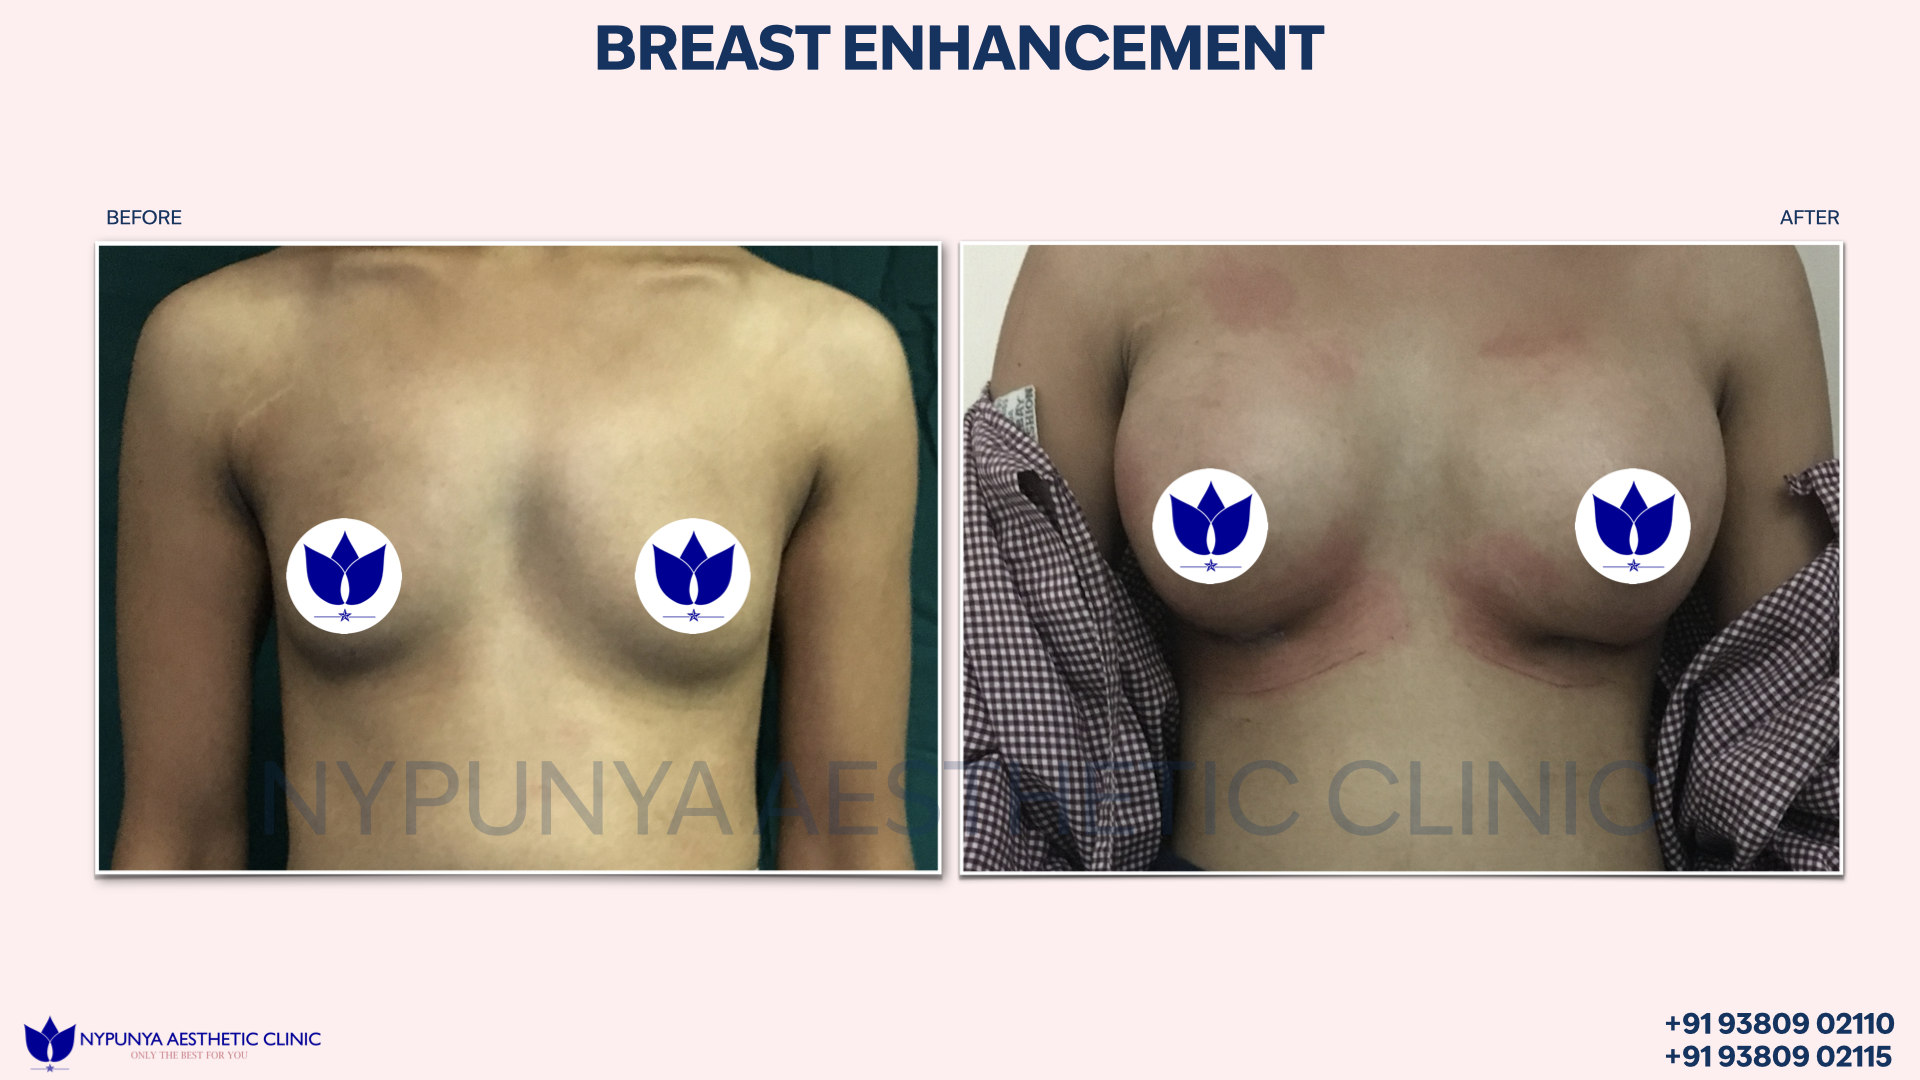 BREAST ENHANCEMENT
BEFORE
AFTER
NYPUNYA AESTHETIC CLINIC
NYPUNYA AESTHETIC CLINIC
ONLY THE BEST FOR YOU
+91 93809 02110
+91 93809 02115